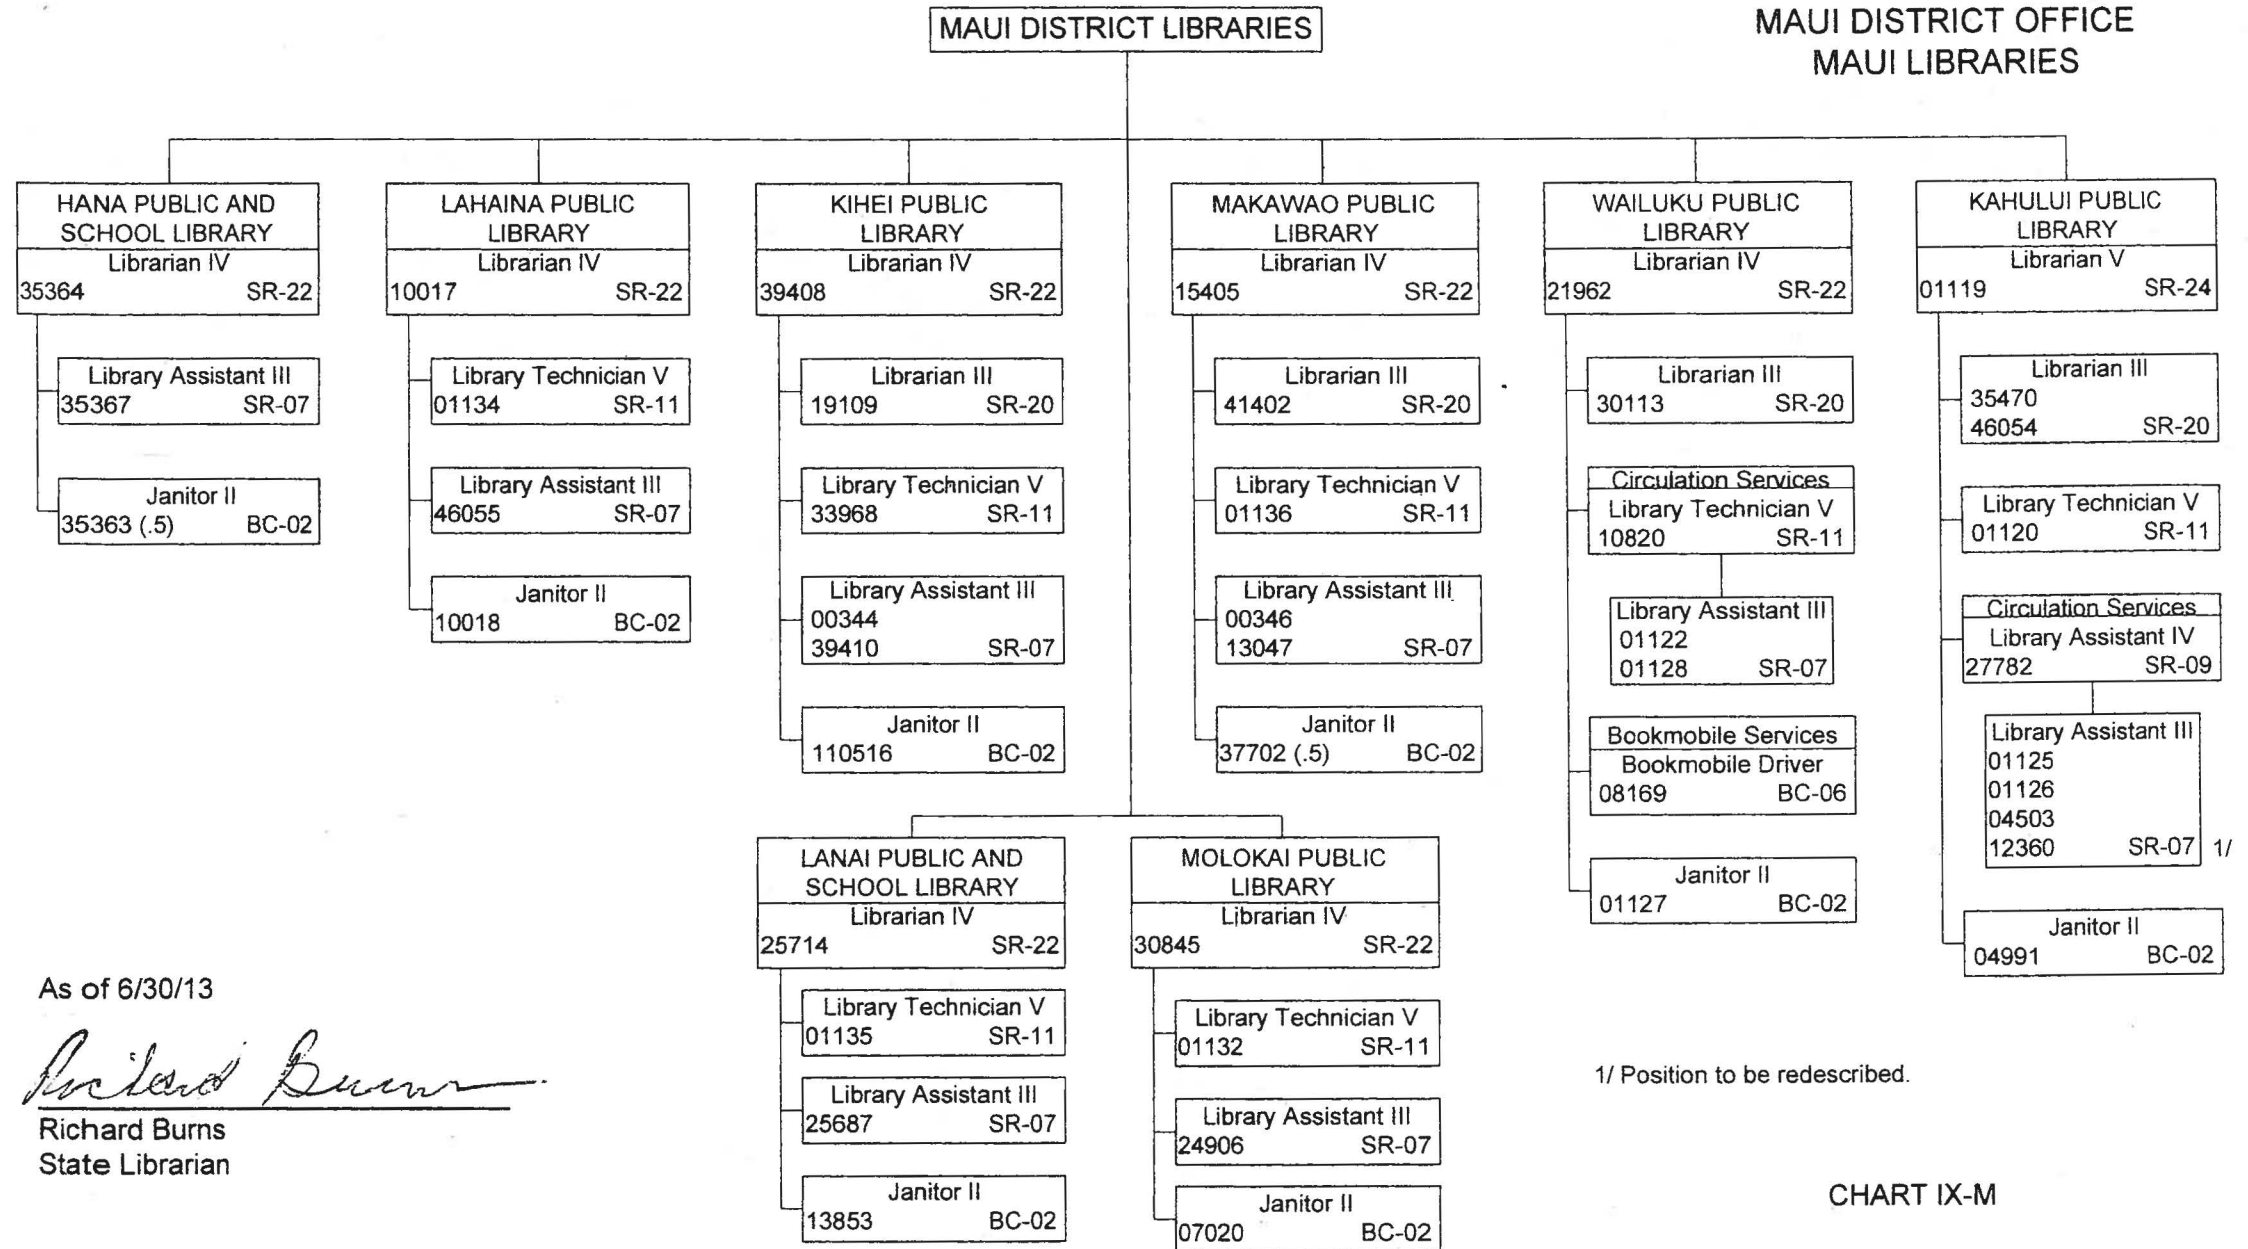 MAUI DISTRICT LIBRARIES
MAUI DISTRICT OFFICE
MAUI LIBRARIES
HANA PUBLIC AND
SCHOOL LIBRARY
Librarian IV
35364 SR-22
Library Assistant III
35367 SR-07
Janitor II
35363 (.5) BC-02
LAHAINA PUBLIC
LIBRARY
Librarian IV
10017 SR-22
Library Technician V
01134 SR-11
Library Assistant III
46055 SR-07
Janitor II
10018 BC-02
KIHEI PUBLIC
LIBRARY
Librarian IV
39408 SR-22
Librarian III
19109 SR-20
Library Technician V
33968 SR-11
Library Assistant III
00344
39410 SR-07
Janitor II
110516 BC-02
MAKAWAO PUBLIC
LIBRARY
Librarian IV
15405 SR-22
Librarian III
41402 SR-20
Library Technician V
01136 SR-11
Library Assistant III
00346
13047 SR-07
Janitor II
37702 (.5) BC-02
WAILUKU PUBLIC
LIBRARY
Librarian IV
21962 SR-22
Librarian III
30113 SR-20
Circulation Services
Library Technician V
10820 SR-11
Library Assistant III
01122
01128 SR-07
Bookmobile Services
Bookmobile Driver
08169 BC-06
Janitor II
01127 BC-02
KAHULUI PUBLIC
LIBRARY
Librarian V
01119 SR-24
Librarian III
35470
46054 SR-20
Library Technician V
01120 SR-11
Circulation Services
Library Assistant IV
27782 SR-09
Library Assistant III
01125
01126
04503
12360 SR-07 1/
Janitor II
04991 BC-02
LANAI PUBLIC AND
SCHOOL LIBRARY
Librarian IV
25714 SR-22
Library Technician V
01135 SR-11
Library Assistant III
25687 SR-07
Janitor II
13853 BC-02
MOLOKAI PUBLIC
LIBRARY
Librarian IV
30845 SR-22
Library Technician V
01132 SR-11
Library Assistant III
24906 SR-07
Janitor II
07020 BC-02
As of 6/30/13
Richard Burns
Richard Burns
State Librarian
1/ Position to be redescribed.
CHART IX-M